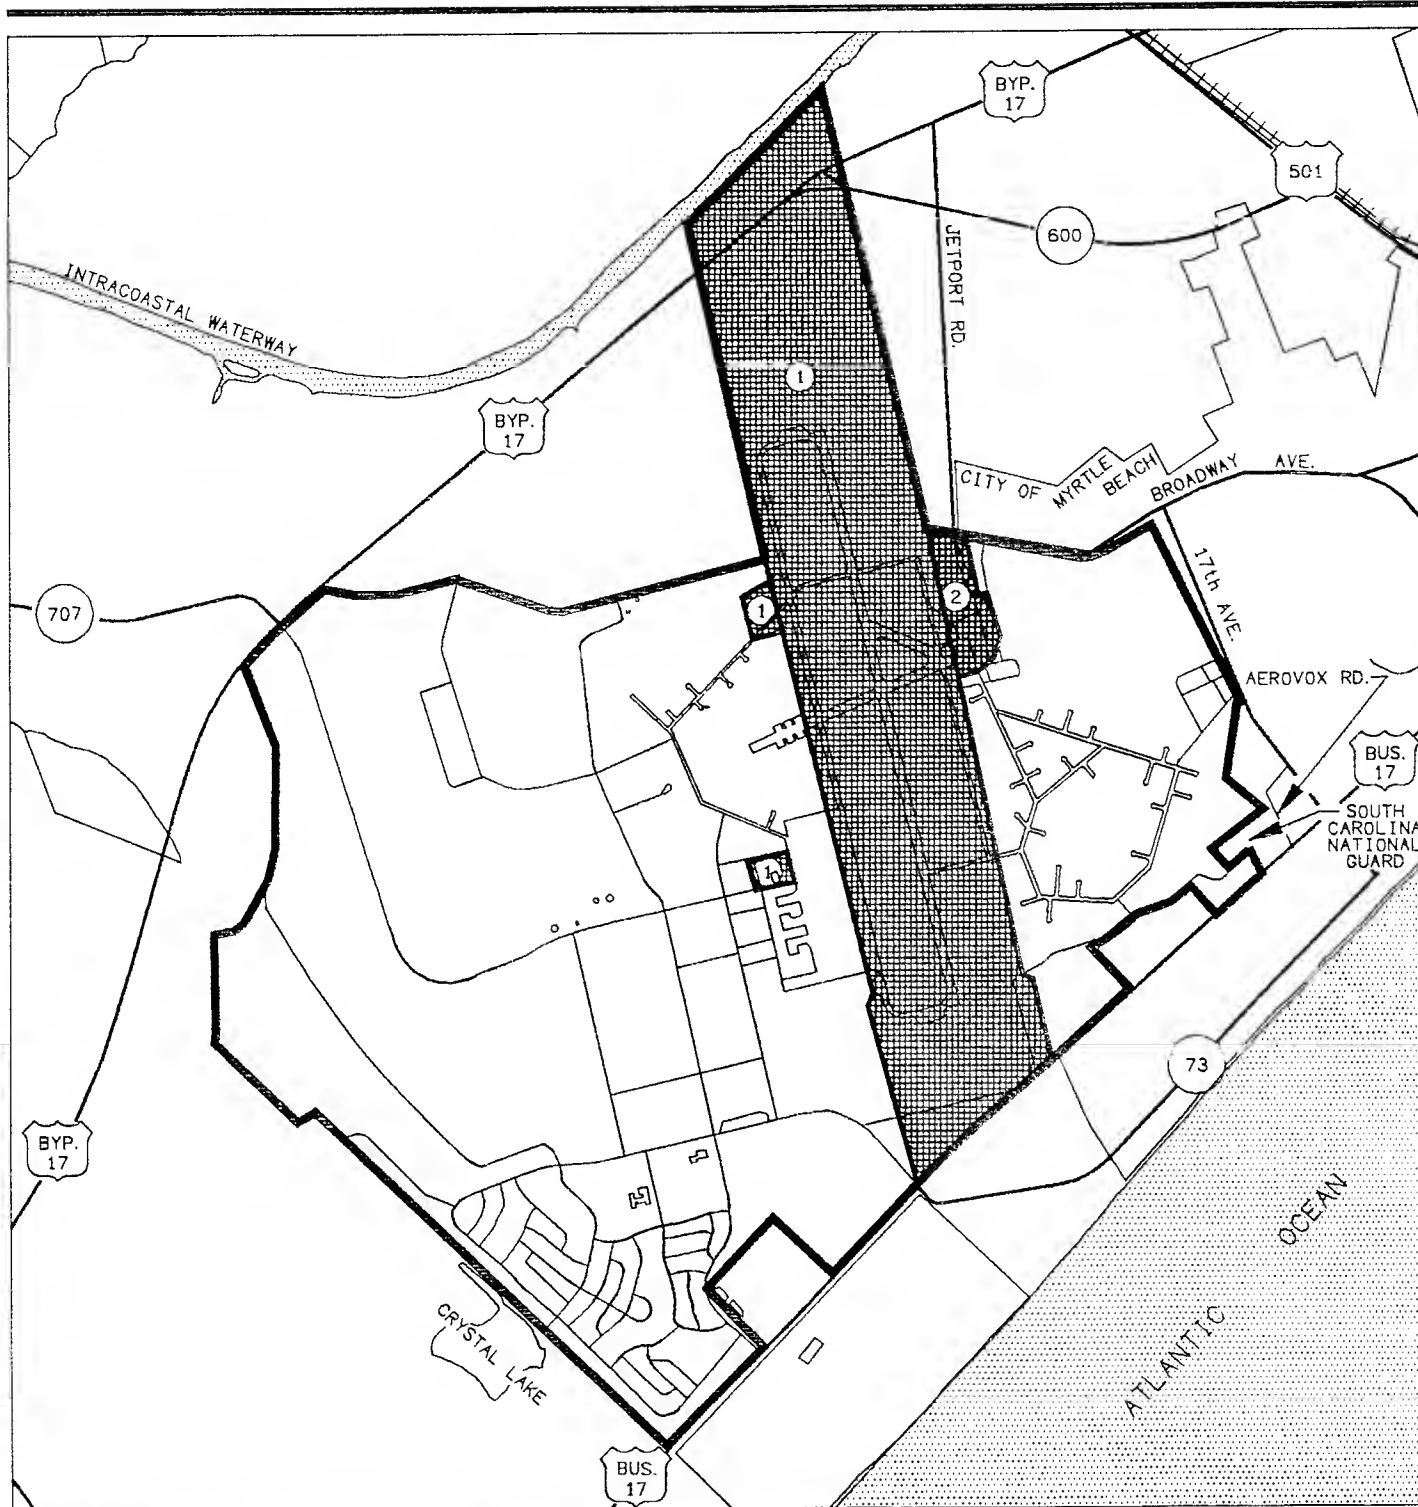 BYP.
17
501
600
JETPORT RD.
INTRACOASTAL WATERWAY
1
BYP.
17
CITY OF MYRTLE
BEACH
BROADWAY AVE.
17th AVE.
707
1
2
AEROVOX RD.
BUS.
17
SOUTH
CAROLINA
NATIONAL
GUARD
1
73
BYP.
17
OCEAN
ATLANTIC
CRYSTAL LAKE
BUS.
17